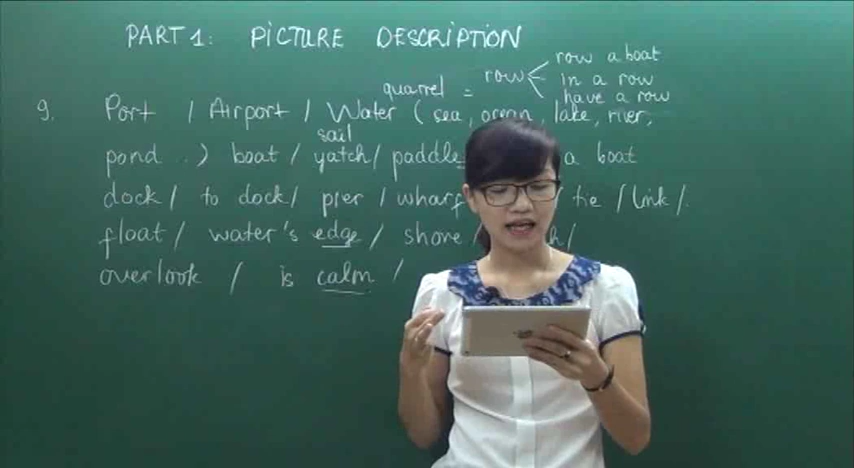 PART 1: PICTURE DESCRIPTION
row a boat
quarrel = row in a row
have a row
9. Port / Airport / Water (sea, ocean, lake, river,
sail
pond ...) boat / yatch / paddle a boat
dock / to dock / pier / wharf tie / link /
float / water's edge / shore /
overlook / is calm /